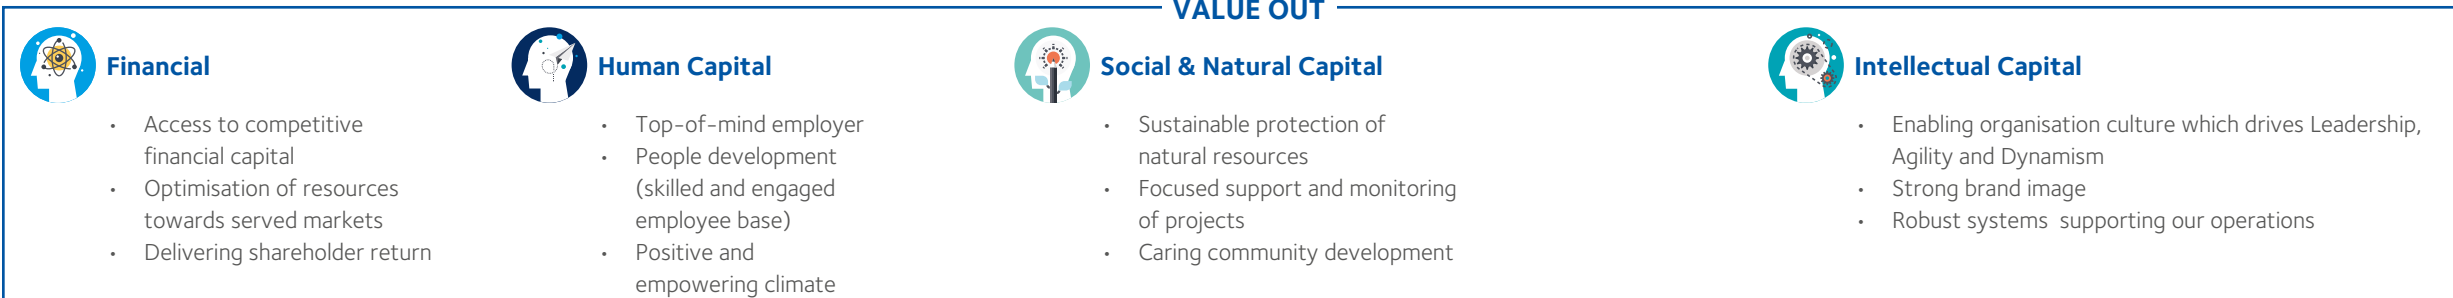 VALUE OUT
Financial
• Access to competitive
financial capital
• Optimisation of resources
towards served markets
• Delivering shareholder return
Human Capital
• Top-of-mind employer
• People development
(skilled and engaged
employee base)
• Positive and
empowering climate
Social & Natural Capital
• Sustainable protection of
natural resources
• Focused support and monitoring
of projects
• Caring community development
Intellectual Capital
• Enabling organisation culture which drives Leadership,
Agility and Dynamism
• Strong brand image
• Robust systems  supporting our operations